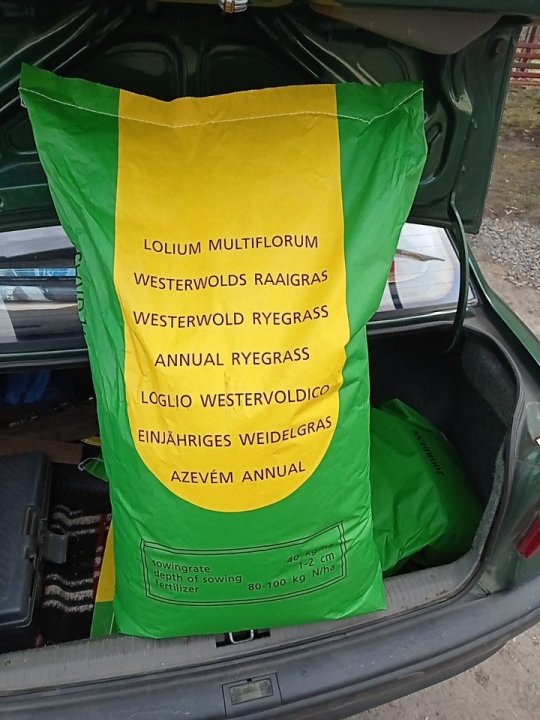 LOLIUM MULTIFLORUM
WESTERWOLDS RAAIGRAS
WESTERWOLD RYEGRASS
ANNUAL RYEGRASS
LOGLIO WESTERVOLDICO
EINJÄHRIGES WEIDELGRAS
AZEVÉM ANNUAL
sowingrate 40 kg/ha
depth of sowing 1-2 cm
fertilizer 80-100 kg N/ha